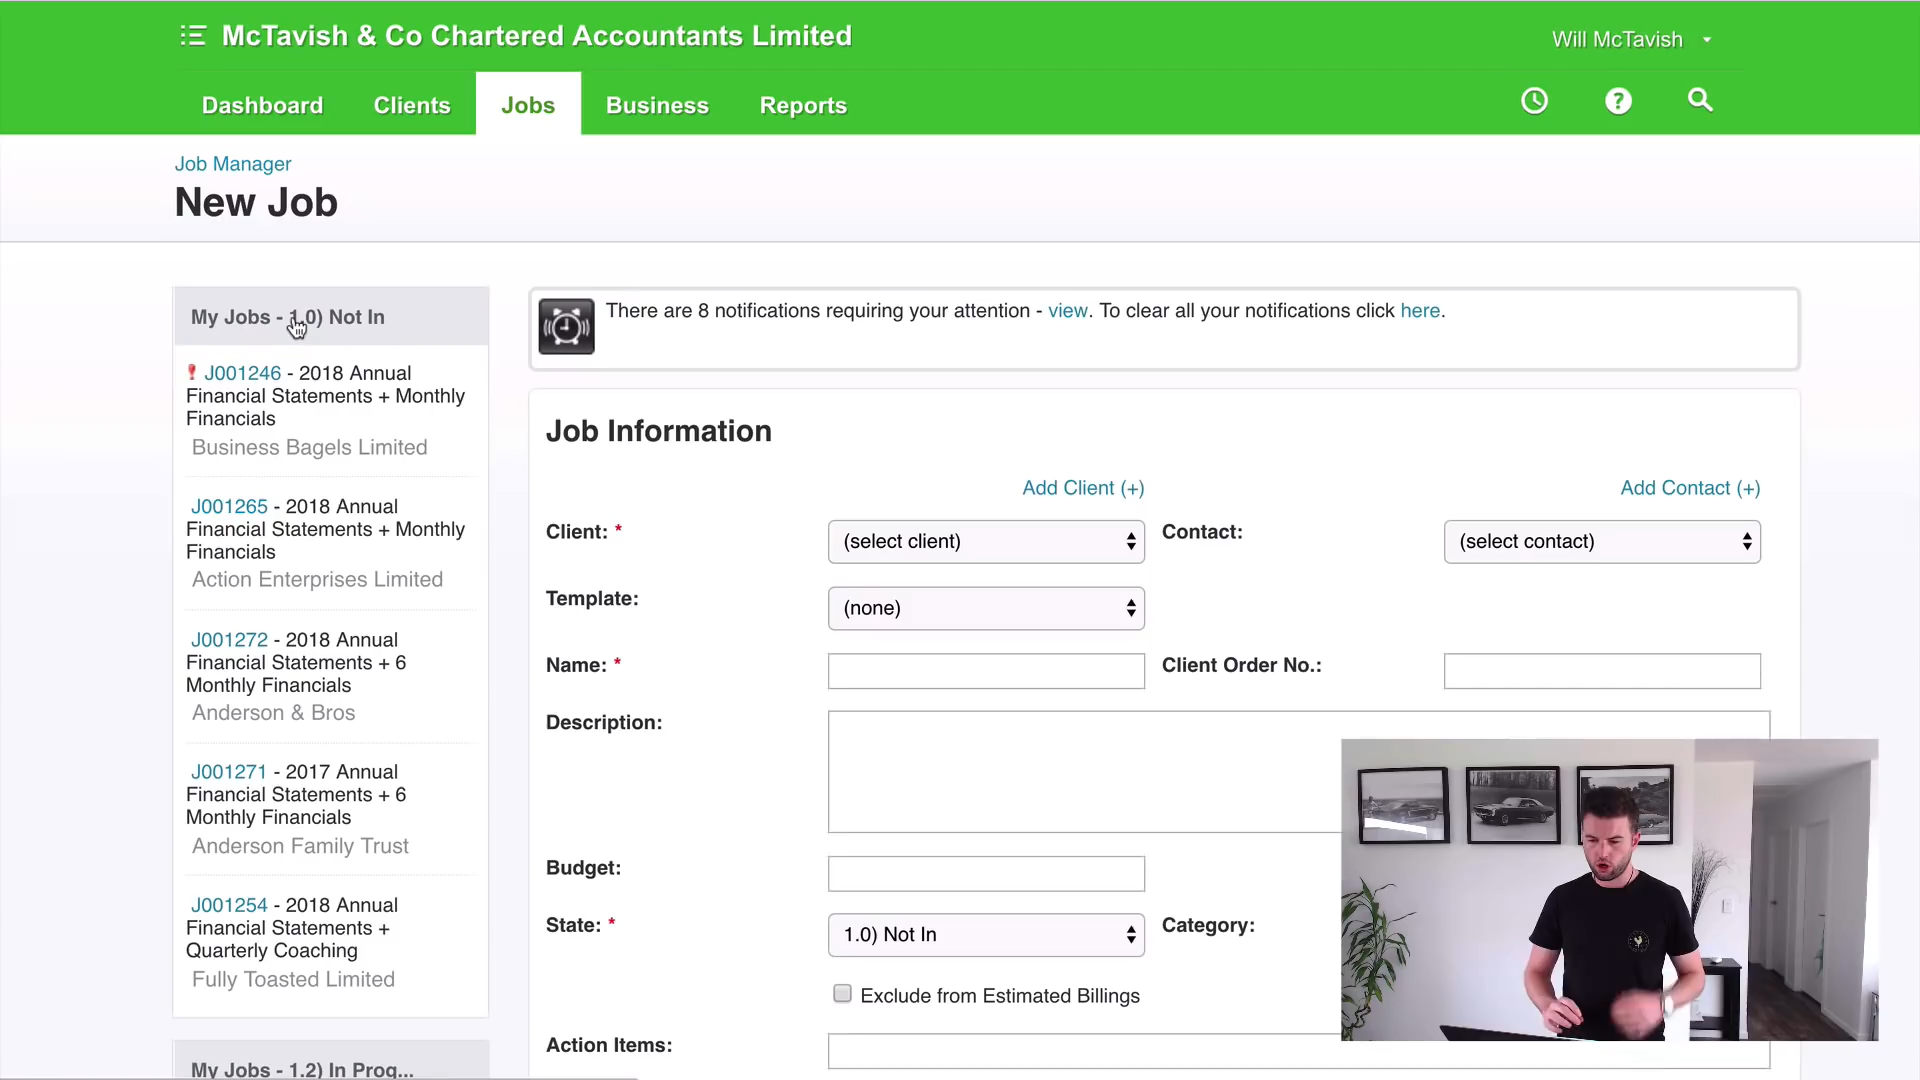 McTavish & Co Chartered Accountants Limited
Will McTavish
Dashboard
Clients
Jobs
Business
Reports
?
Job Manager
New Job
My Jobs - 1.0) Not In
J001246 - 2018 Annual
Financial Statements + Monthly
Financials
Business Bagels Limited
J001265 - 2018 Annual
Financial Statements + Monthly
Financials
Action Enterprises Limited
J001272 - 2018 Annual
Financial Statements + 6
Monthly Financials
Anderson & Bros
J001271 - 2017 Annual
Financial Statements + 6
Monthly Financials
Anderson Family Trust
J001254 - 2018 Annual
Financial Statements +
Quarterly Coaching
Fully Toasted Limited
My Jobs - 1.2) In Prog...
There are 8 notifications requiring your attention - view. To clear all your notifications click here.
Job Information
Add Client (+)
Add Contact (+)
Client: *
(select client)
Contact:
(select contact)
Template:
(none)
Name: *
Client Order No.:
Description:
Budget:
State: *
1.0) Not In
Category:
Exclude from Estimated Billings
Action Items: